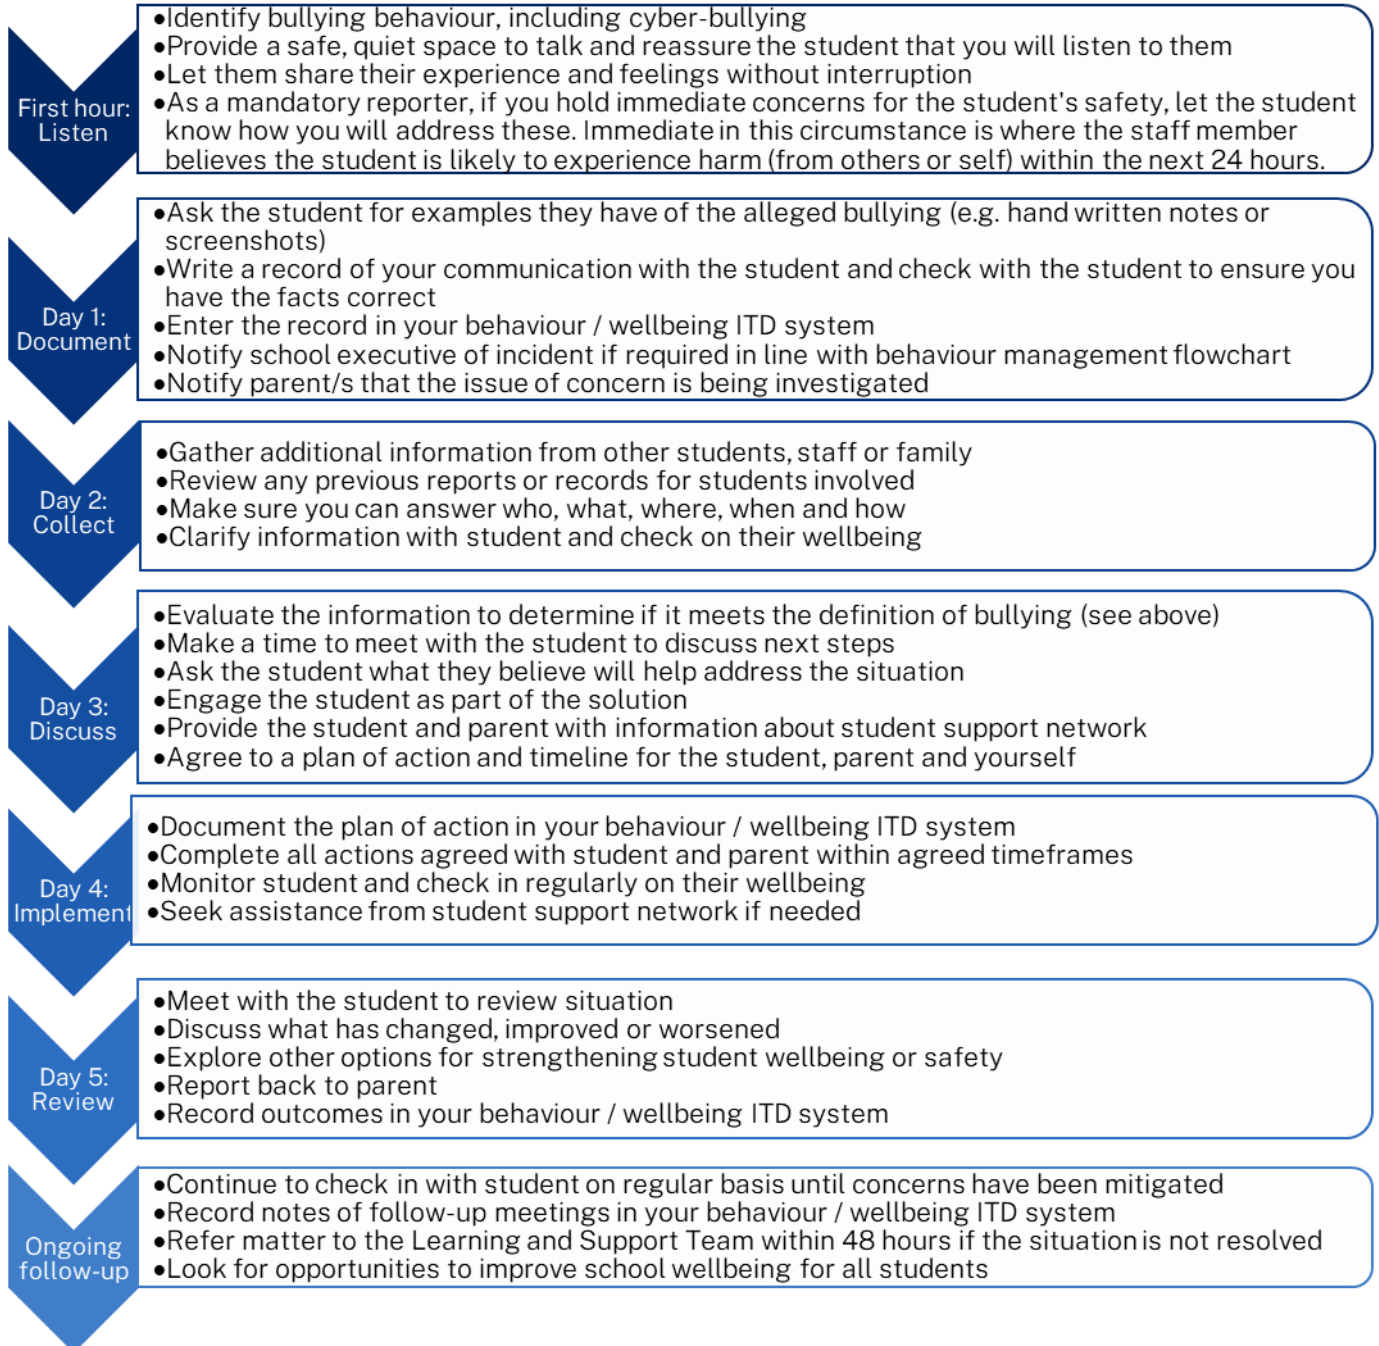 First hour:
Listen
•Identify bullying behaviour, including cyber-bullying
•Provide a safe, quiet space to talk and reassure the student that you will listen to them
•Let them share their experience and feelings without interruption
•As a mandatory reporter, if you hold immediate concerns for the student's safety, let the student
know how you will address these. Immediate in this circumstance is where the staff member
believes the student is likely to experience harm (from others or self) within the next 24 hours.
Day 1:
Document
•Ask the student for examples they have of the alleged bullying (e.g. hand written notes or
screenshots)
•Write a record of your communication with the student and check with the student to ensure you
have the facts correct
•Enter the record in your behaviour / wellbeing ITD system
•Notify school executive of incident if required in line with behaviour management flowchart
•Notify parent/s that the issue of concern is being investigated
Day 2:
Collect
•Gather additional information from other students, staff or family
•Review any previous reports or records for students involved
•Make sure you can answer who, what, where, when and how
•Clarify information with student and check on their wellbeing
Day 3:
Discuss
•Evaluate the information to determine if it meets the definition of bullying (see above)
•Make a time to meet with the student to discuss next steps
•Ask the student what they believe will help address the situation
•Engage the student as part of the solution
•Provide the student and parent with information about student support network
•Agree to a plan of action and timeline for the student, parent and yourself
Day 4:
Implement
•Document the plan of action in your behaviour / wellbeing ITD system
•Complete all actions agreed with student and parent within agreed timeframes
•Monitor student and check in regularly on their wellbeing
•Seek assistance from student support network if needed
Day 5:
Review
•Meet with the student to review situation
•Discuss what has changed, improved or worsened
•Explore other options for strengthening student wellbeing or safety
•Report back to parent
•Record outcomes in your behaviour / wellbeing ITD system
Ongoing
follow-up
•Continue to check in with student on regular basis until concerns have been mitigated
•Record notes of follow-up meetings in your behaviour / wellbeing ITD system
•Refer matter to the Learning and Support Team within 48 hours if the situation is not resolved
•Look for opportunities to improve school wellbeing for all students